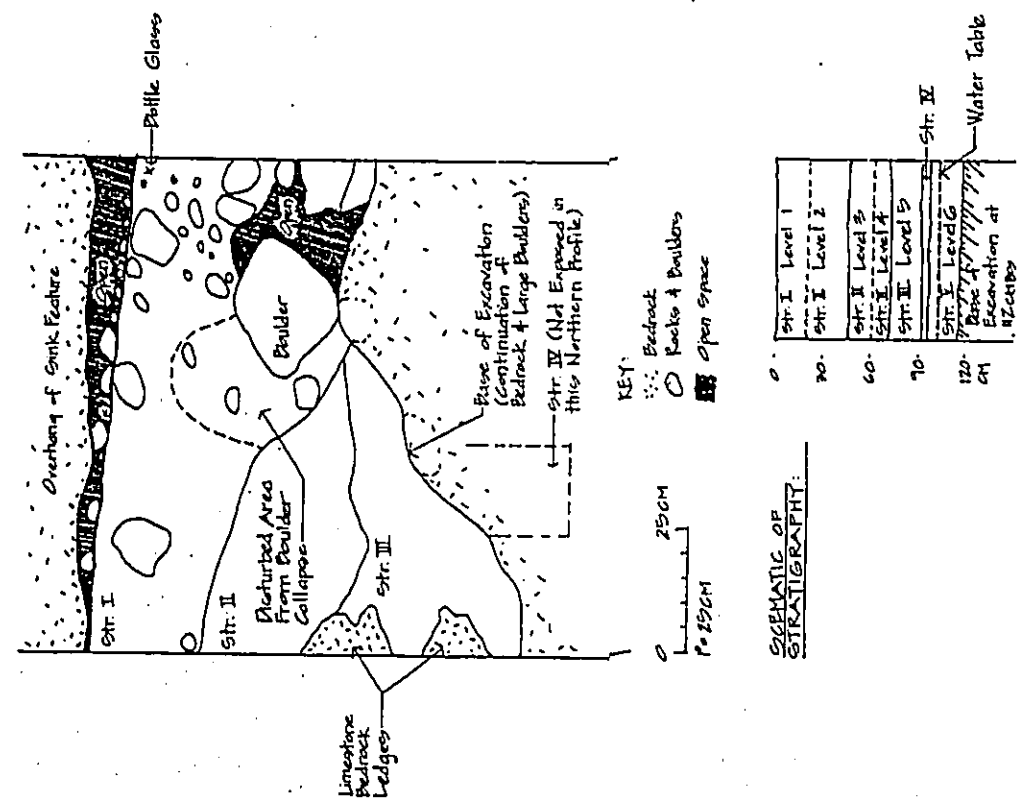 Overhang of Sink Feature
Open
Bottle Glass
Str. I
Str. II
Disturbed Area
From Boulder
Collapse
Boulder
Open
Str. III
Limestone
Bedrock
Ledges
Base of Excavation
(Continuation of
Bedrock & Large Boulders)
Str. IV (Not Exposed in
this Northern Profile)
KEY:
Bedrock
Rocks & Boulders
Open Space
0 25CM
SCEMATIC OF
STRATIGRAPHY:
0
Str. I Level 1
30
Str. I Level 2
60
Str. II Level 3
Str. II Level 4
90
Str. III Level 5
Str. IV
Str. I Level 6
Water Table
120
CM
Base of
Excavation at